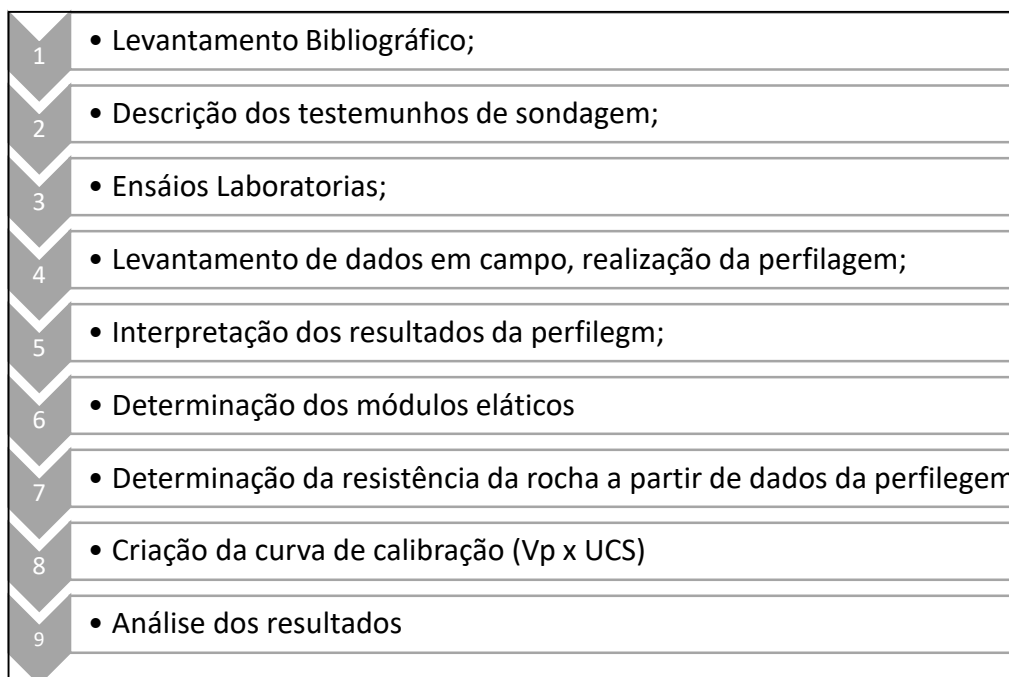 1 • Levantamento Bibliográfico;
2 • Descrição dos testemunhos de sondagem;
3 • Ensáios Laboratorias;
4 • Levantamento de dados em campo, realização da perfilagem;
5 • Interpretação dos resultados da perfilegm;
6 • Determinação dos módulos eláticos
7 • Determinação da resistência da rocha a partir de dados da perfilegem
8 • Criação da curva de calibração (Vp x UCS)
9 • Análise dos resultados